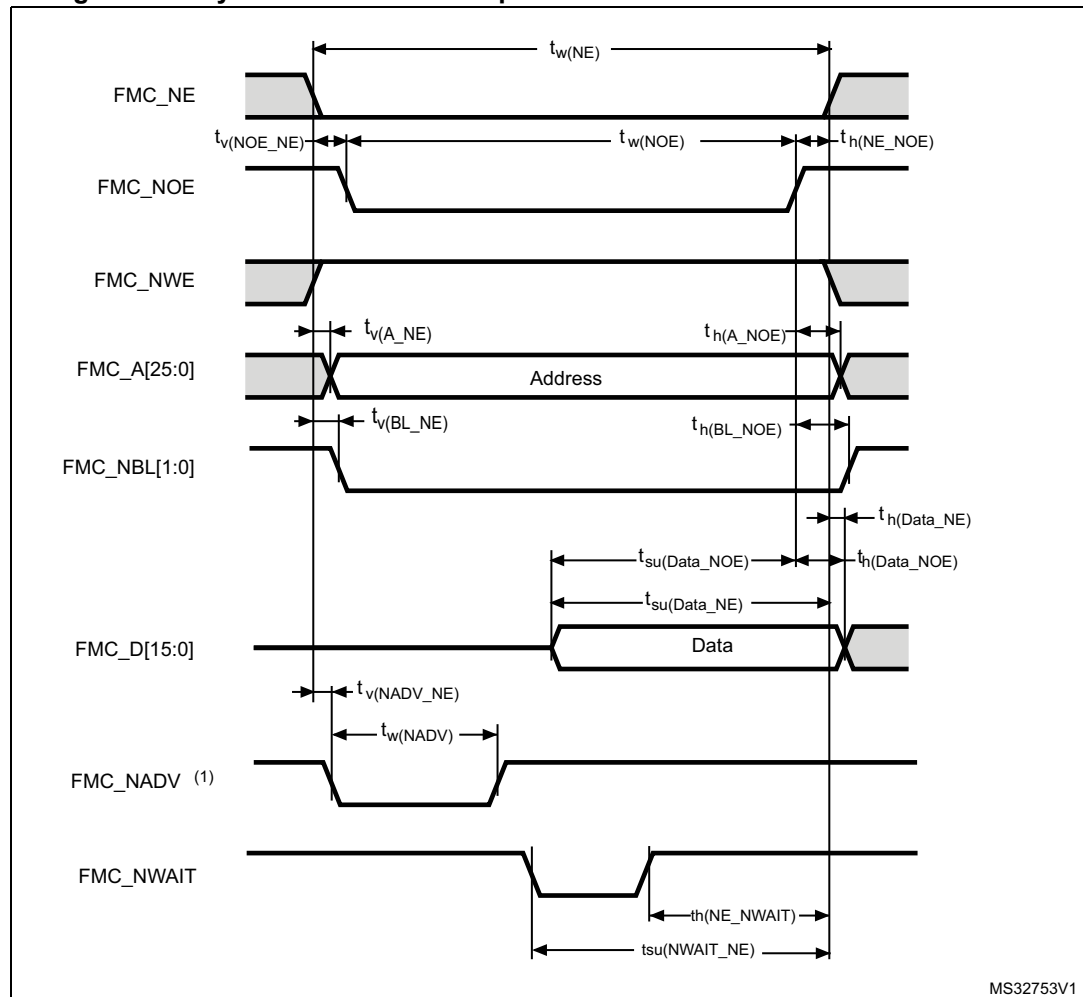 tw(NE)
FMC_NE
tv(NOE_NE)
tw(NOE)
th(NE_NOE)
FMC_NOE
FMC_NWE
tv(A_NE)
th(A_NOE)
FMC_A[25:0]
Address
tv(BL_NE)
th(BL_NOE)
FMC_NBL[1:0]
th(Data_NE)
tsu(Data_NOE)
th(Data_NOE)
tsu(Data_NE)
FMC_D[15:0]
Data
tv(NADV_NE)
tw(NADV)
FMC_NADV (1)
FMC_NWAIT
th(NE_NWAIT)
tsu(NWAIT_NE)
MS32753V1